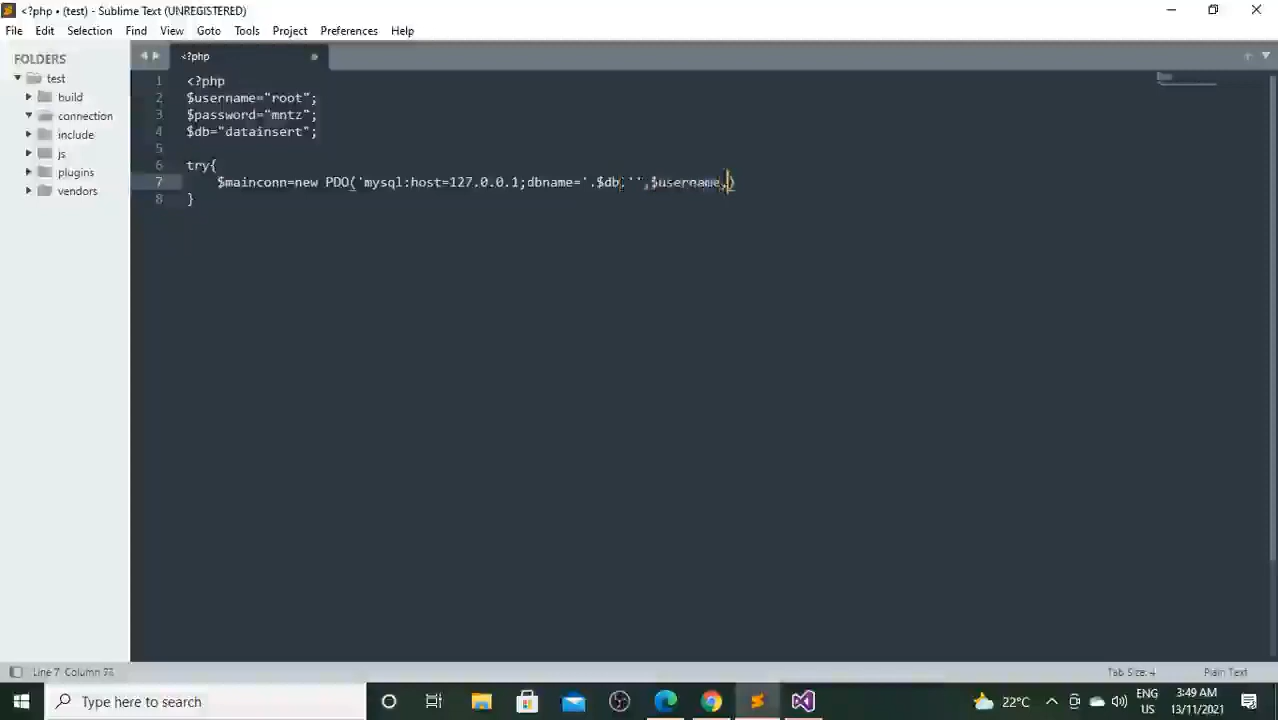 <?php • (test) - Sublime Text (UNREGISTERED)
File Edit Selection Find View Goto Tools Project Preferences Help
FOLDERS
test
build
connection
include
js
plugins
vendors
<?php
1 <?php
2 $username="root";
3 $password="mntz";
4 $db="datainsert";
5
6 try{
7 $mainconn=new PDO('mysql:host=127.0.0.1;dbname='.$db.'',$username,)
8 }
Line 7 Column 73
Tab Size: 4
Plain Text
Type here to search
22°C
ENG
US
3:49 AM
13/11/2021